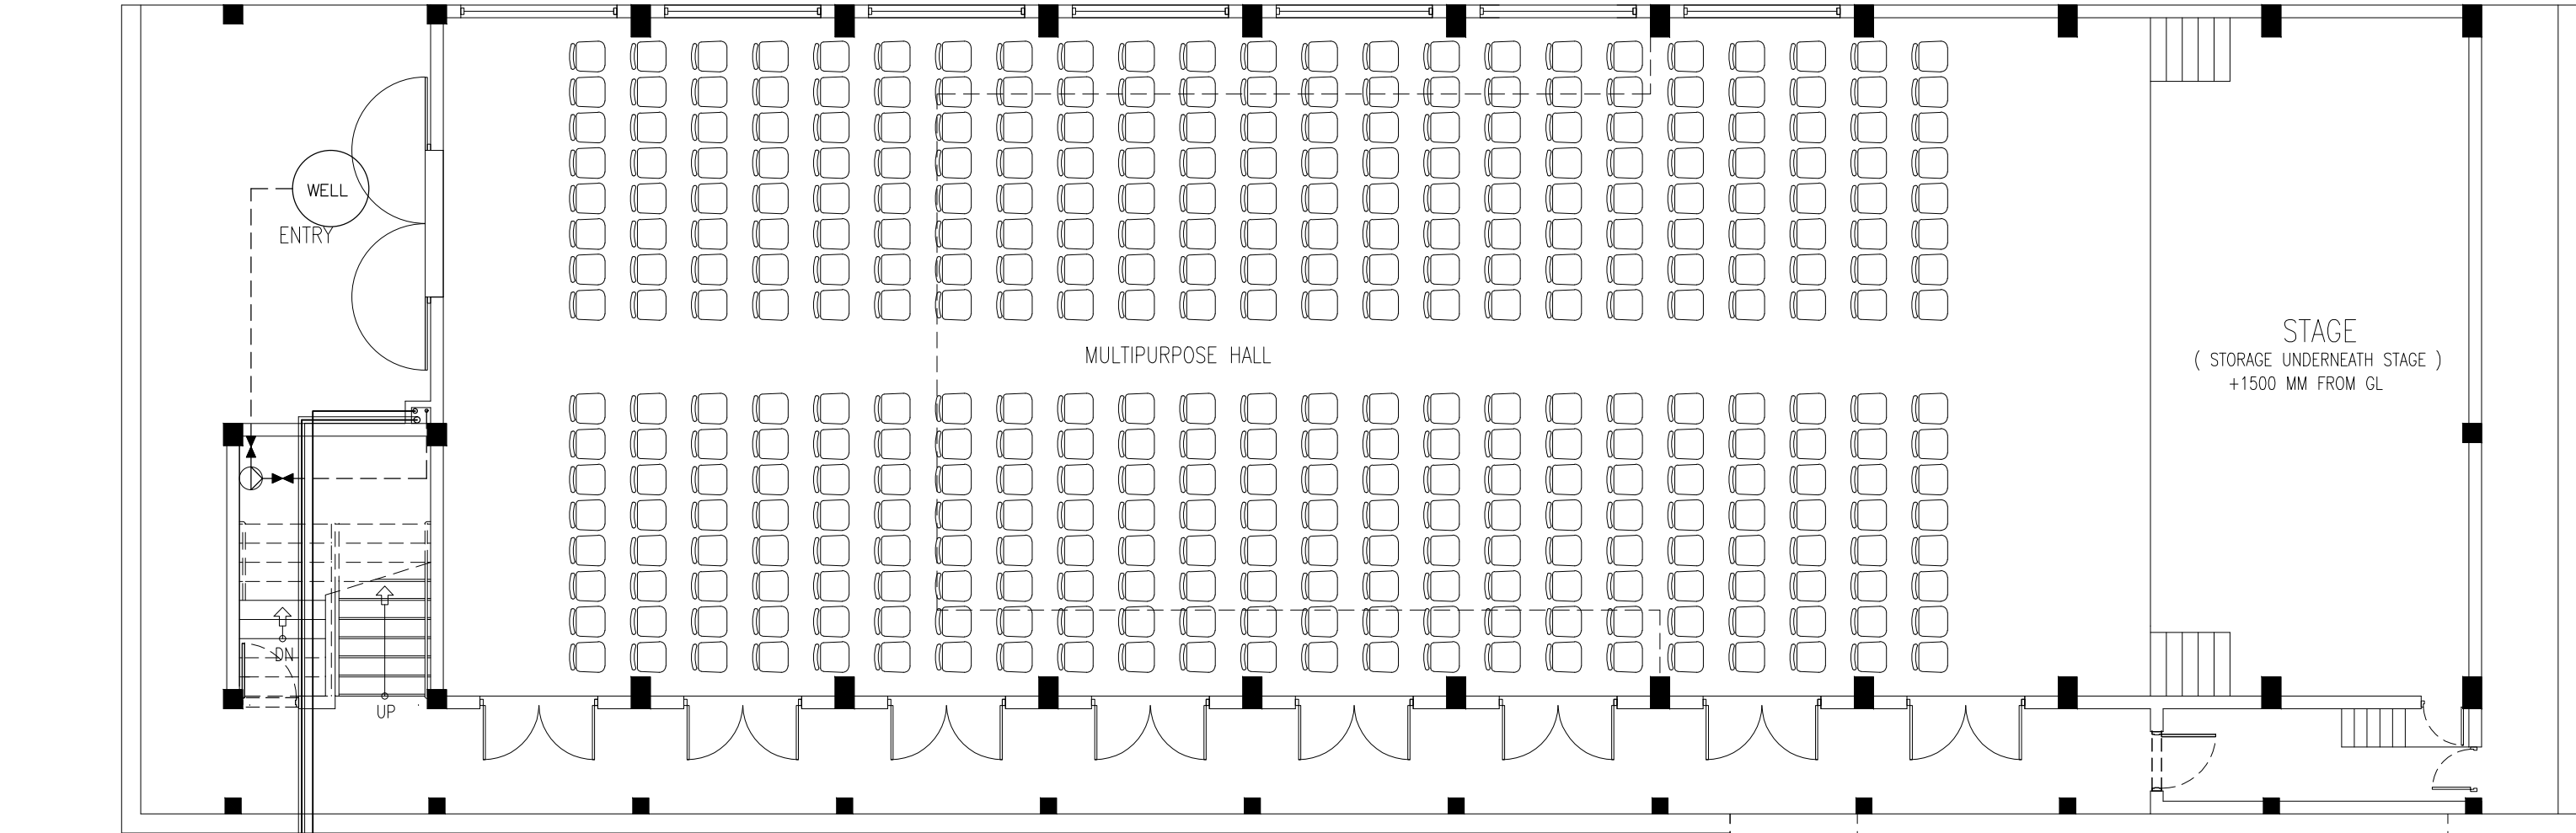 WELL
ENTRY
MULTIPURPOSE HALL
STAGE
( STORAGE UNDERNEATH STAGE )
+1500 MM FROM GL
DN
UP